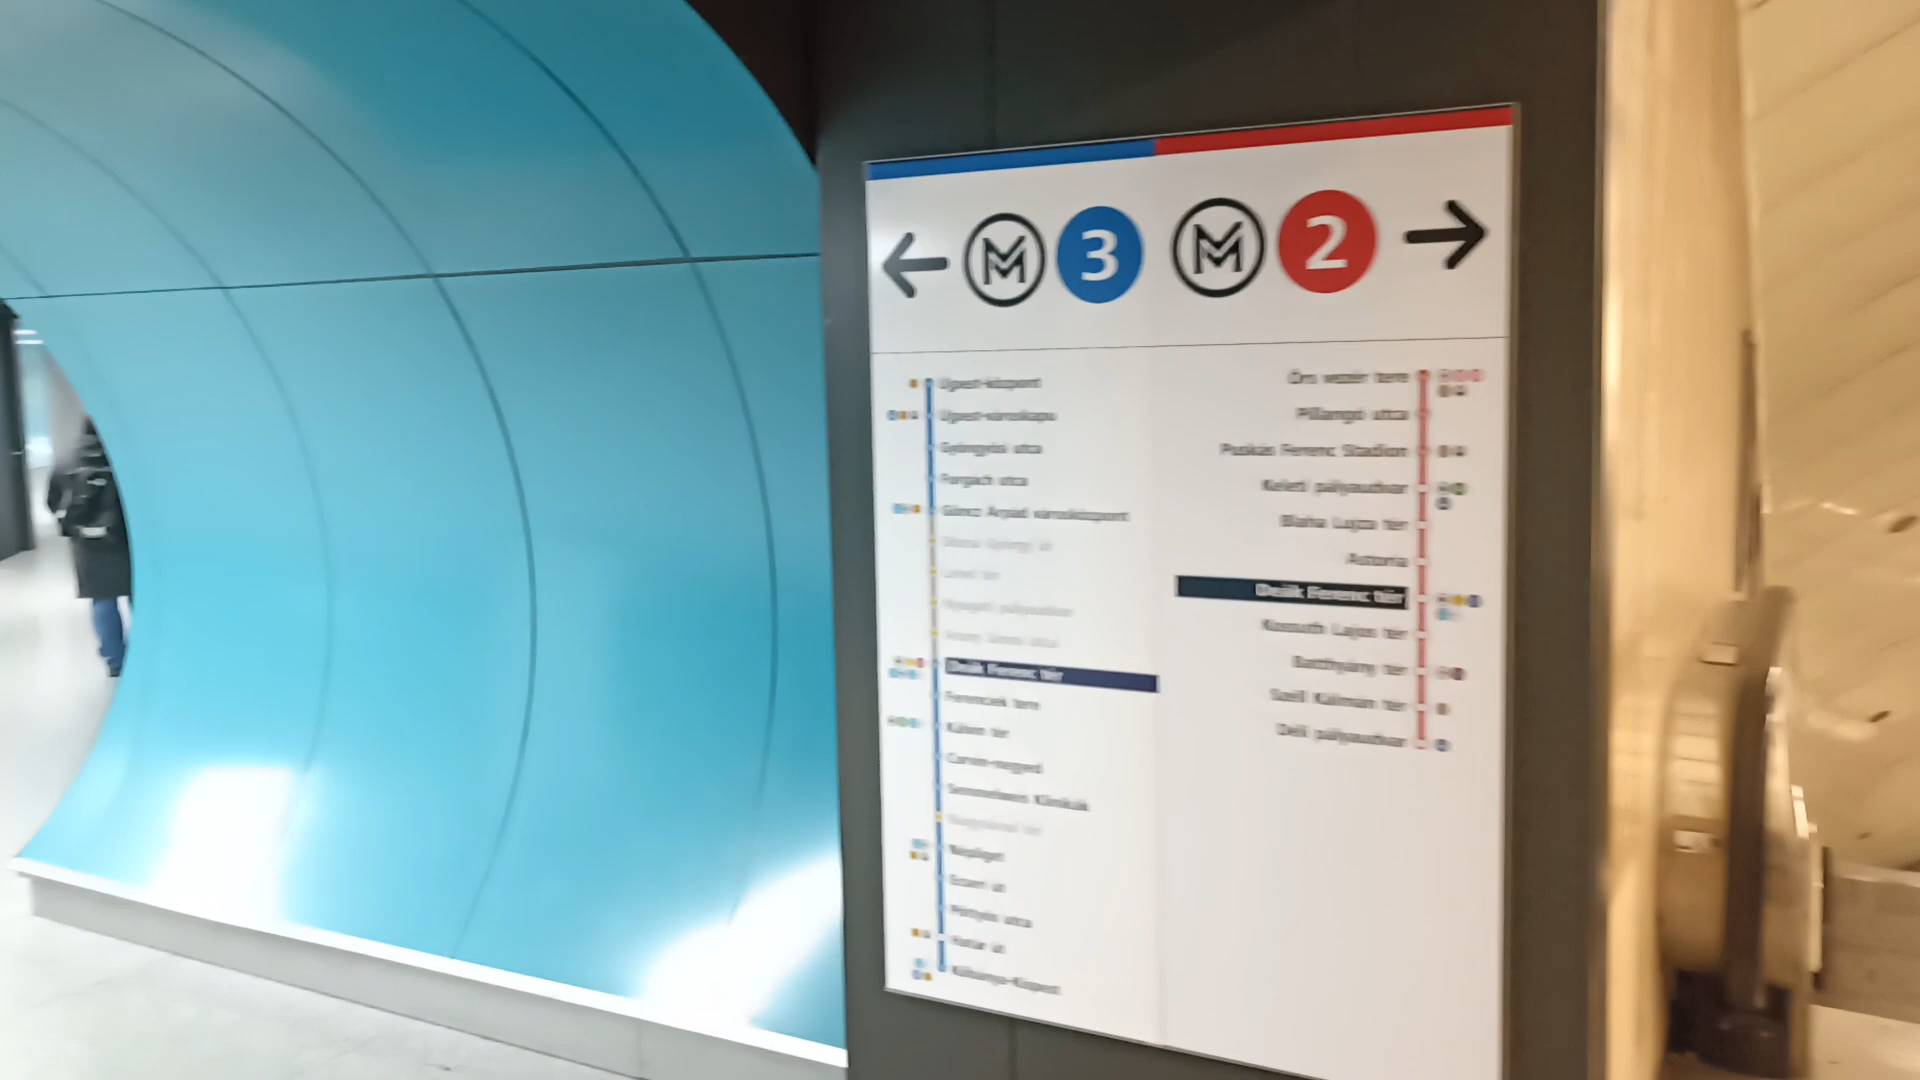 M 3 M 2
Újpest-központ
Újpest-városkapu
Gyöngyösi utca
Forgách utca
Göncz Árpád városközpont
Deák Ferenc tér
Ferenciek tere
Kálvin tér
Corvin-negyed
Semmelweis Klinikák
Népliget
Ecseri út
Pöttyös utca
Határ út
Kőbánya-Kispest
Örs vezér tere
Pillangó utca
Puskás Ferenc Stadion
Keleti pályaudvar
Blaha Lujza tér
Astoria
Deák Ferenc tér
Kossuth Lajos tér
Batthyány tér
Széll Kálmán tér
Déli pályaudvar